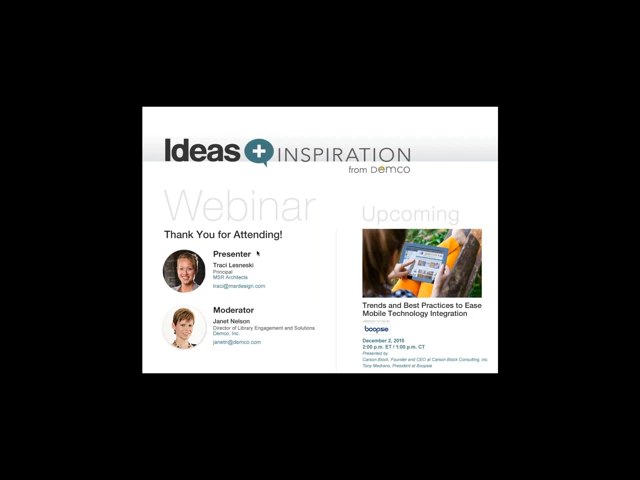 Ideas + INSPIRATION
from Demco
Webinar
Thank You for Attending!
Presenter
Traci Lesneski
Principal
MSR Architects
traci@msrdesign.com
Moderator
Janet Nelson
Director of Library Engagement and Solutions
Demco, Inc.
janetn@demco.com
Upcoming
Trends and Best Practices to Ease
Mobile Technology Integration
boopsie
December 2, 2015
2:00 p.m. ET / 1:00 p.m. CT
Presented by:
Carson Block, Founder and CEO at Carson Block Consulting, Inc.
Tony Medrano, President at Boopsie